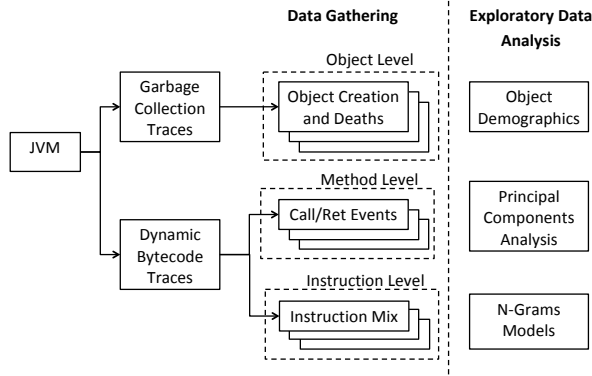 Data Gathering
Exploratory Data
Analysis
Object Level
Garbage
Collection
Traces
Object Creation
and Deaths
Object
Demographics
JVM
Method Level
Call/Ret Events
Principal
Components
Analysis
Dynamic
Bytecode
Traces
Instruction Level
Instruction Mix
N-Grams
Models